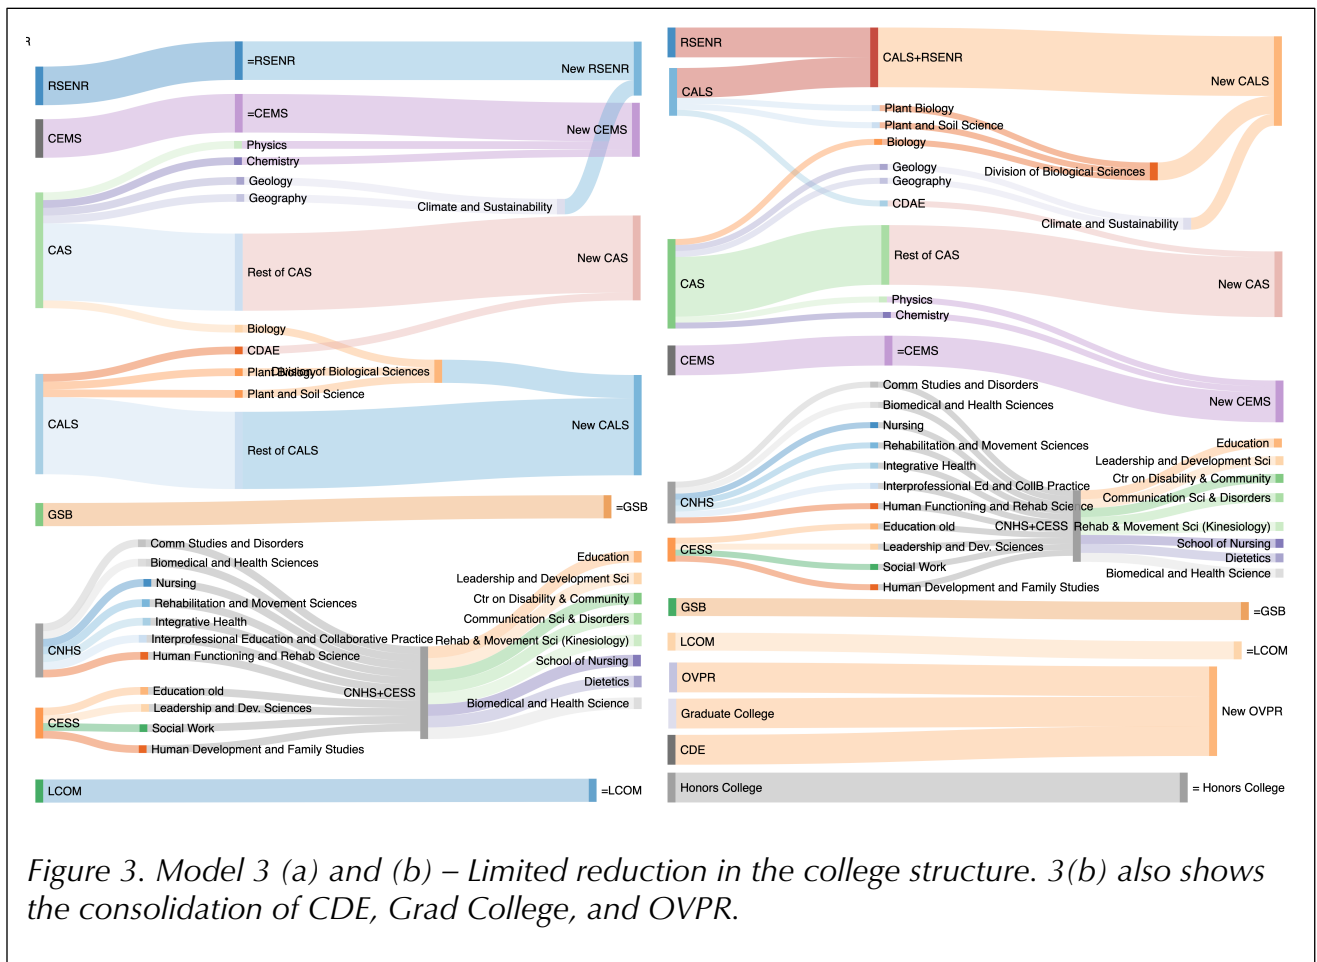 R
RSENR
=RSENR
New RSENR
CEMS
=CEMS
New CEMS
Physics
Chemistry
Geology
Geography
Climate and Sustainability
CAS
Rest of CAS
New CAS
Biology
CDAE
Plant Biology
Division of Biological Sciences
Plant and Soil Science
CALS
Rest of CALS
New CALS
GSB
=GSB
Comm Studies and Disorders
Biomedical and Health Sciences
Nursing
Rehabilitation and Movement Sciences
Integrative Health
Interprofessional Education and Collaborative Practice
Human Functioning and Rehab Science
CNHS
Education old
Leadership and Dev. Sciences
Social Work
Human Development and Family Studies
CESS
CNHS+CESS
Education
Leadership and Development Sci
Ctr on Disability & Community
Communication Sci & Disorders
Rehab & Movement Sci (Kinesiology)
School of Nursing
Dietetics
Biomedical and Health Science
LCOM
=LCOM
RSENR
CALS+RSENR
New CALS
CALS
Plant Biology
Plant and Soil Science
Biology
Division of Biological Sciences
Geology
Geography
CDAE
Climate and Sustainability
CAS
Rest of CAS
New CAS
Physics
Chemistry
CEMS
=CEMS
New CEMS
Comm Studies and Disorders
Biomedical and Health Sciences
Nursing
Rehabilitation and Movement Sciences
Integrative Health
Interprofessional Ed and CollB Practice
Human Functioning and Rehab Science
CNHS
Education old
Leadership and Dev. Sciences
Social Work
Human Development and Family Studies
CESS
CNHS+CESS
Education
Leadership and Development Sci
Ctr on Disability & Community
Communication Sci & Disorders
Rehab & Movement Sci (Kinesiology)
School of Nursing
Dietetics
Biomedical and Health Science
GSB
=GSB
LCOM
=LCOM
OVPR
Graduate College
New OVPR
CDE
Honors College
= Honors College
Figure 3. Model 3 (a) and (b) – Limited reduction in the college structure. 3(b) also shows
the consolidation of CDE, Grad College, and OVPR.